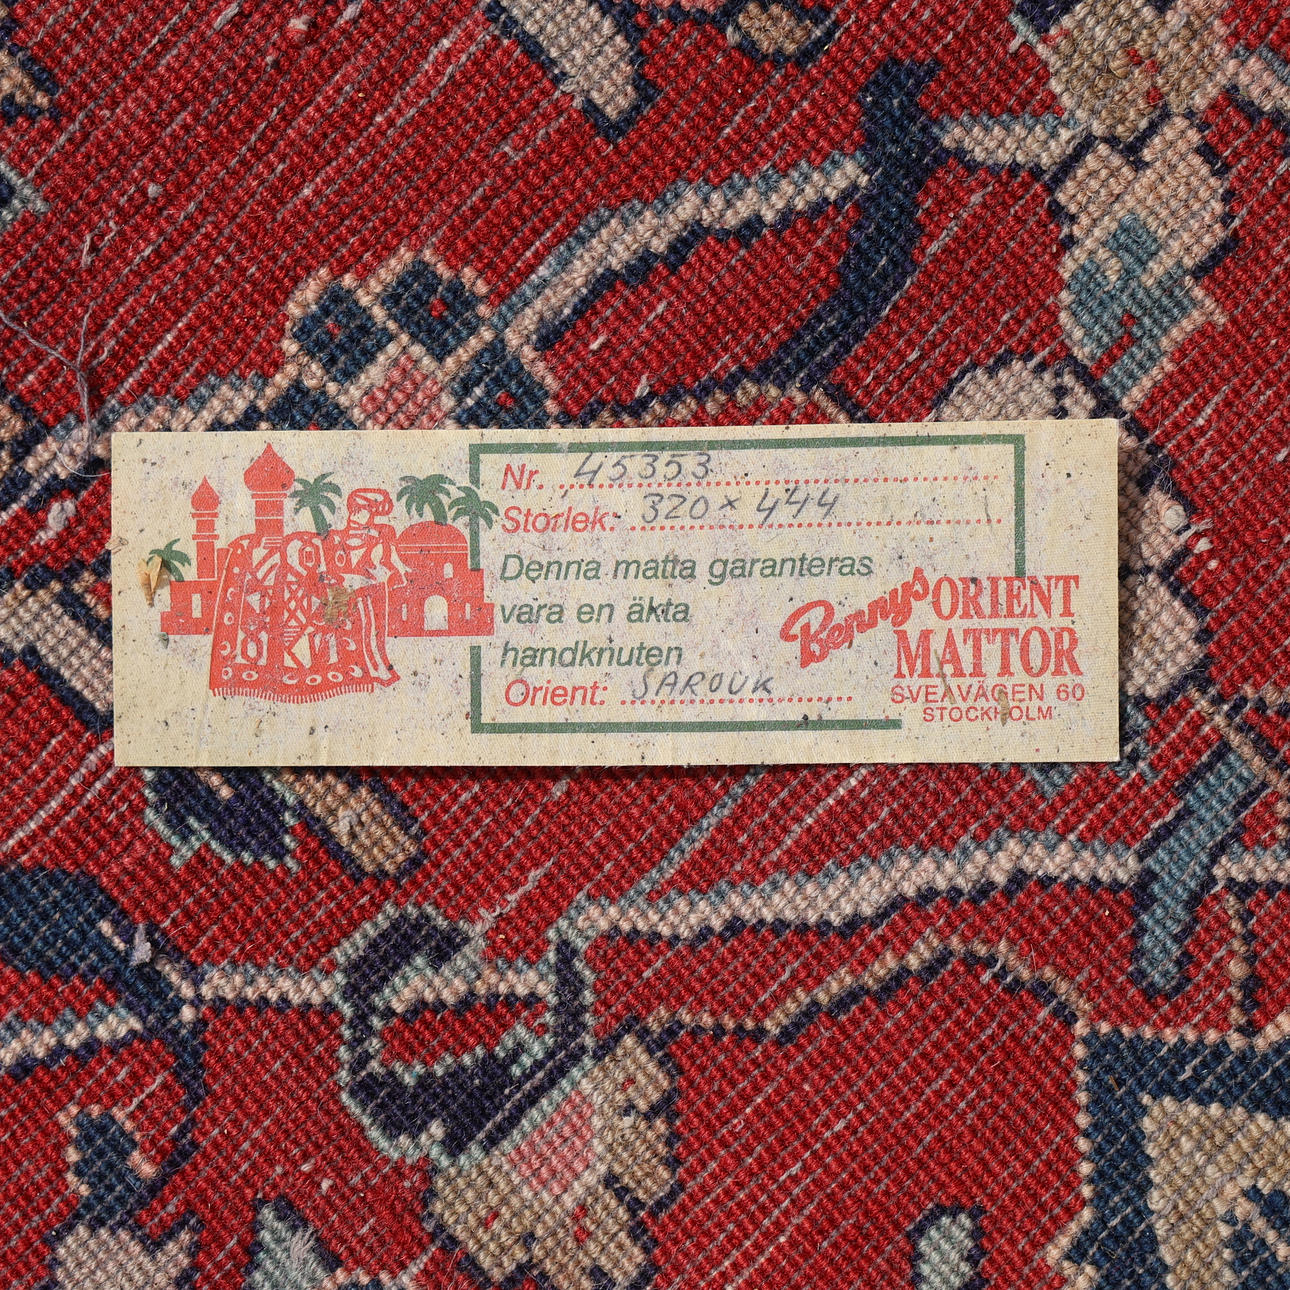 Nr. 45353
Storlek: 320 × 444
Denna matta garanteras
vara en äkta
handknuten
Orient: SAROUK
Bennys ORIENT
MATTOR
SVEAVÄGEN 60
STOCKHOLM